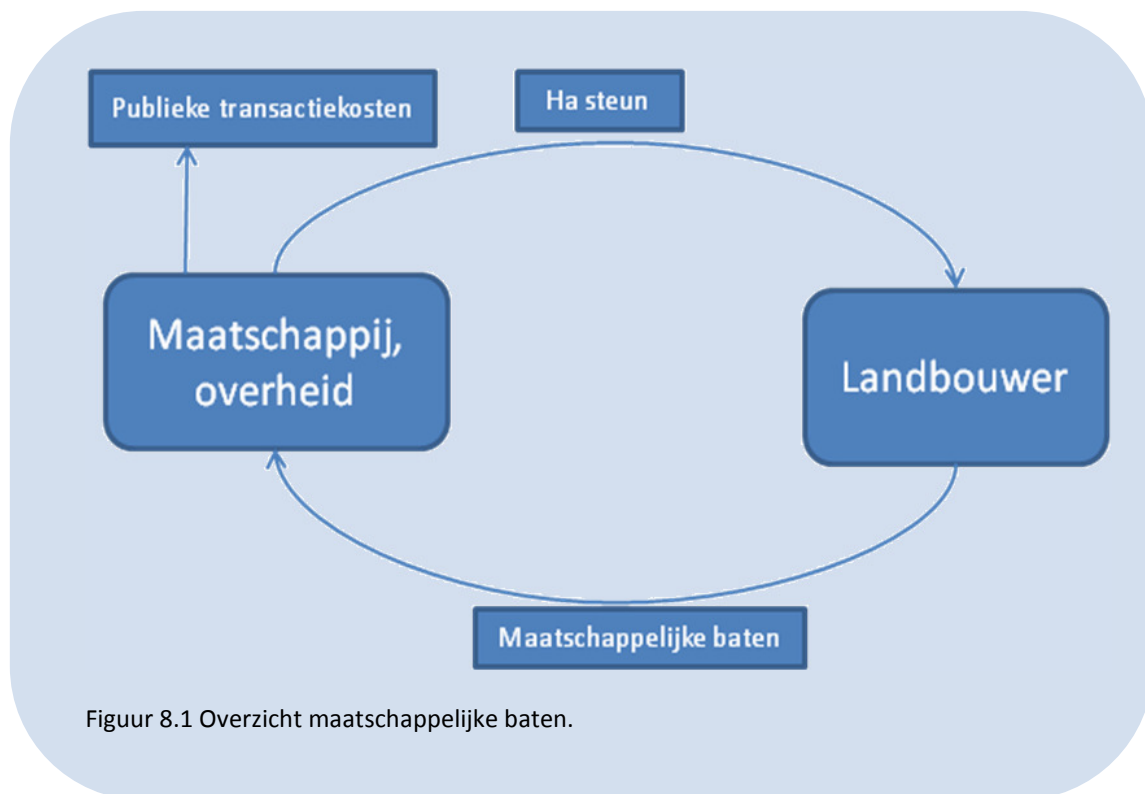 Publieke transactiekosten
Ha steun
Maatschappij,
overheid
Landbouwer
Maatschappelijke baten
Figuur 8.1 Overzicht maatschappelijke baten.